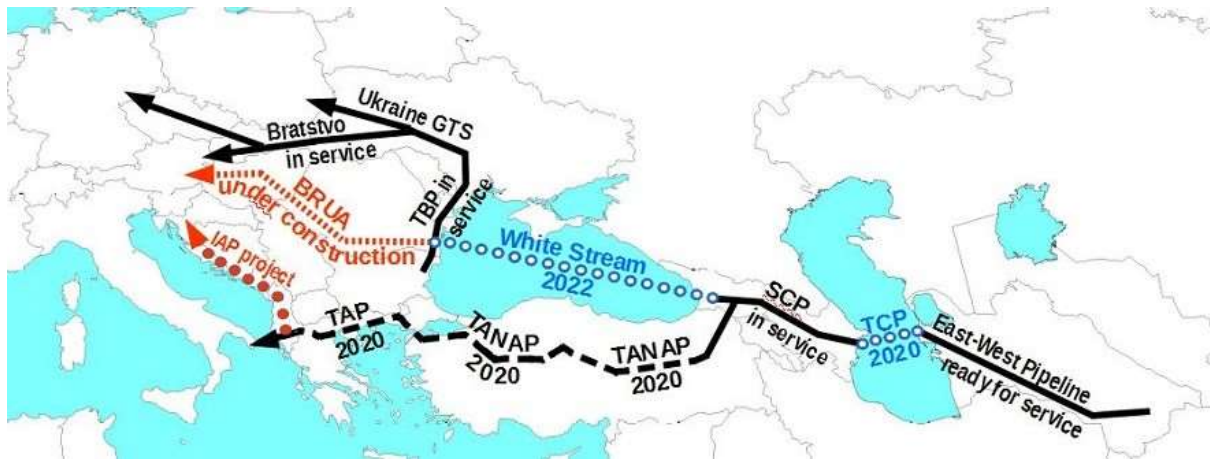 Ukraine GTS
Bratstvo
in service
TBP in
service
BRUA
under construction
IAP project
White Stream
2022
SCP
in service
TCP
2020
East-West Pipeline
ready for service
TAP
2020
TANAP
2020
TANAP
2020